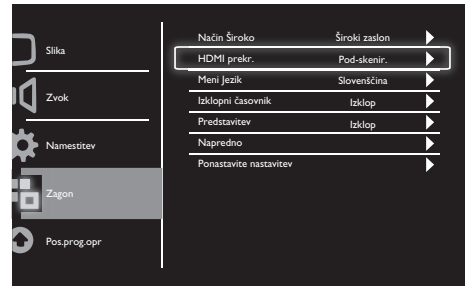 Slika
Zvok
Namestitev
Zagon
Pos.prog.opr
Način Široko Široki zaslon
HDMI prekr. Pod-skenir.
Meni Jezik Slovenščina
Izklopni časovnik Izklop
Predstavitev Izklop
Napredno
Ponastavite nastavitev